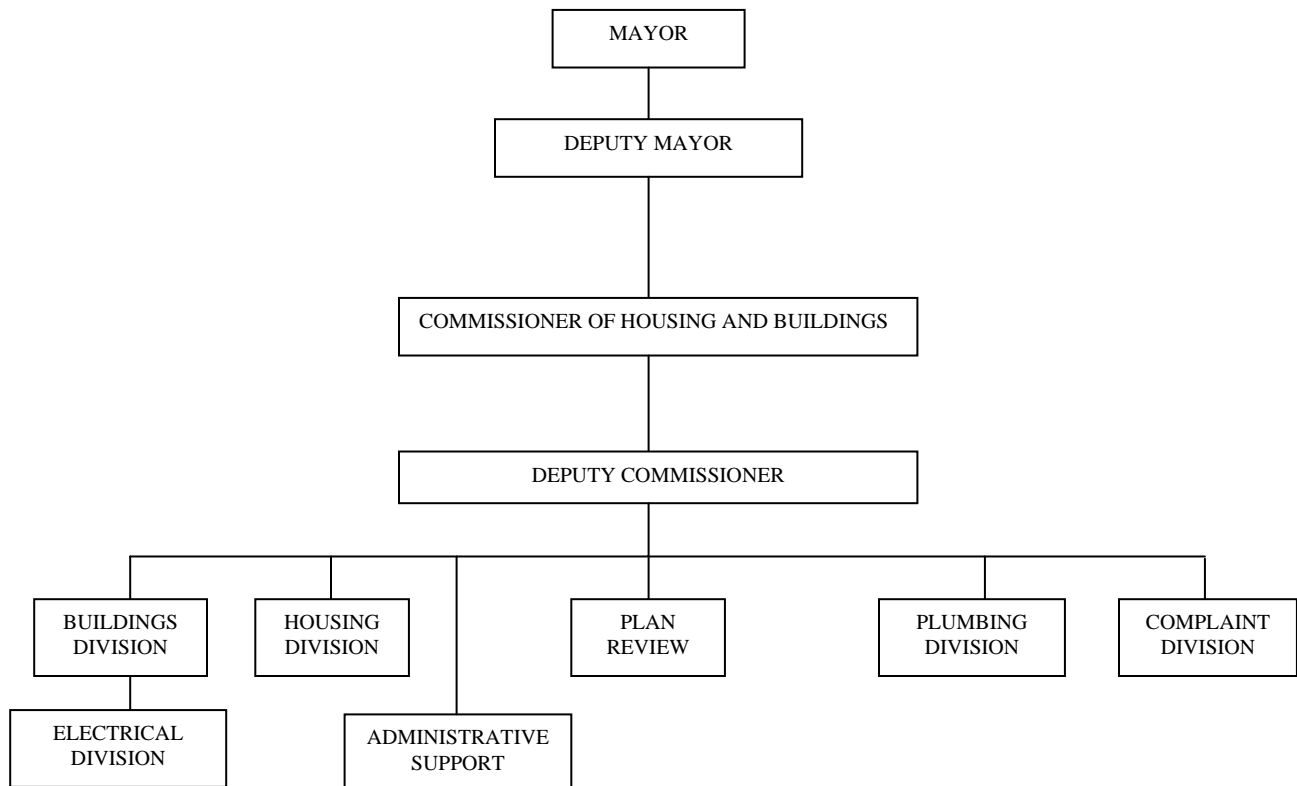 MAYOR
DEPUTY MAYOR
COMMISSIONER OF HOUSING AND BUILDINGS
DEPUTY COMMISSIONER
BUILDINGS
DIVISION
HOUSING
DIVISION
PLAN
REVIEW
PLUMBING
DIVISION
COMPLAINT
DIVISION
ELECTRICAL
DIVISION
ADMINISTRATIVE
SUPPORT